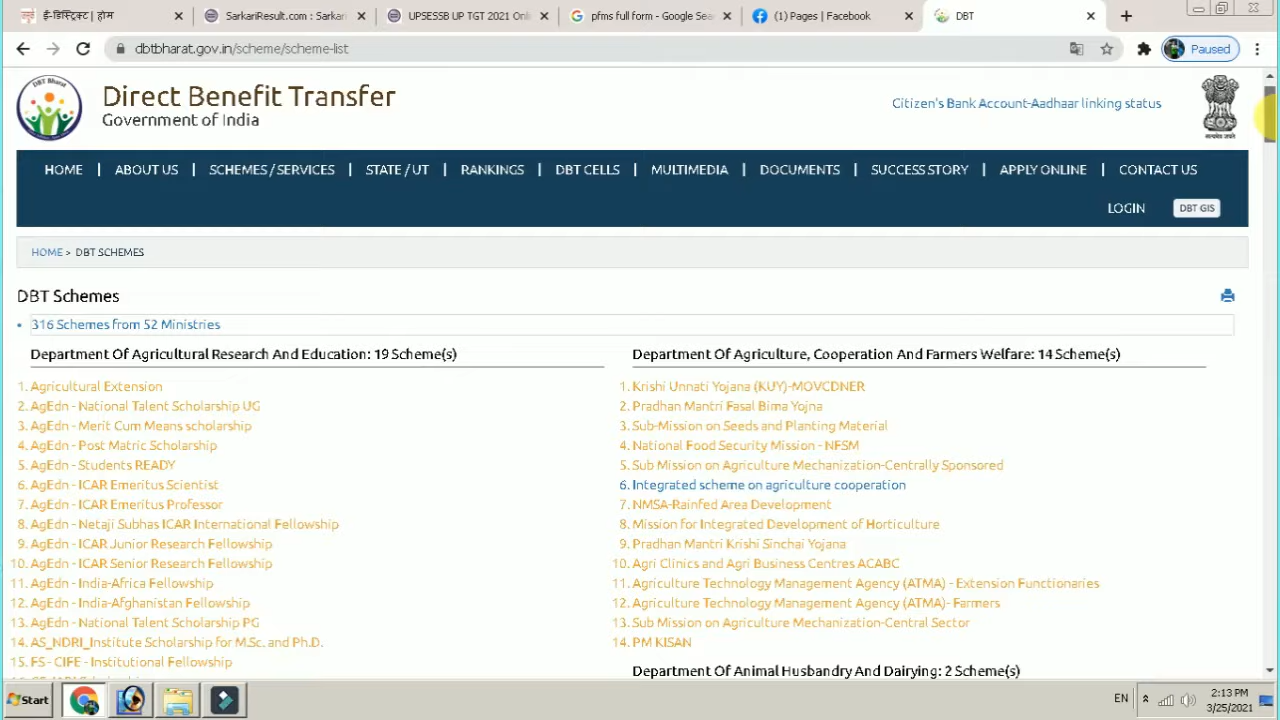 ई-डिस्ट्रिक्ट | होम
SarkariResult.com : Sarkari
UPSESSB UP TGT 2021 Onli
pfms full form - Google Sea
(1) Pages | Facebook
DBT
dbtbharat.gov.in/scheme/scheme-list
Paused
DBT Bharat
Direct Benefit Transfer
Government of India
Citizen's Bank Account-Aadhaar linking status
सत्यमेव जयते
HOME | ABOUT US | SCHEMES / SERVICES | STATE / UT | RANKINGS | DBT CELLS | MULTIMEDIA | DOCUMENTS | SUCCESS STORY | APPLY ONLINE | CONTACT US
LOGIN DBT GIS
HOME > DBT SCHEMES
DBT Schemes
• 316 Schemes from 52 Ministries
Department Of Agricultural Research And Education: 19 Scheme(s)
1. Agricultural Extension
2. AgEdn - National Talent Scholarship UG
3. AgEdn - Merit Cum Means scholarship
4. AgEdn - Post Matric Scholarship
5. AgEdn - Students READY
6. AgEdn - ICAR Emeritus Scientist
7. AgEdn - ICAR Emeritus Professor
8. AgEdn - Netaji Subhas ICAR International Fellowship
9. AgEdn - ICAR Junior Research Fellowship
10. AgEdn - ICAR Senior Research Fellowship
11. AgEdn - India-Africa Fellowship
12. AgEdn - India-Afghanistan Fellowship
13. AgEdn - National Talent Scholarship PG
14. AS_NDRI_Institute Scholarship for M.Sc. and Ph.D.
15. FS - CIFE - Institutional Fellowship
Department Of Agriculture, Cooperation And Farmers Welfare: 14 Scheme(s)
1. Krishi Unnati Yojana (KUY)-MOVCDNER
2. Pradhan Mantri Fasal Bima Yojna
3. Sub-Mission on Seeds and Planting Material
4. National Food Security Mission - NFSM
5. Sub Mission on Agriculture Mechanization-Centrally Sponsored
6. Integrated scheme on agriculture cooperation
7. NMSA-Rainfed Area Development
8. Mission for Integrated Development of Horticulture
9. Pradhan Mantri Krishi Sinchai Yojana
10. Agri Clinics and Agri Business Centres ACABC
11. Agriculture Technology Management Agency (ATMA) - Extension Functionaries
12. Agriculture Technology Management Agency (ATMA)- Farmers
13. Sub Mission on Agriculture Mechanization-Central Sector
14. PM KISAN
Department Of Animal Husbandry And Dairying: 2 Scheme(s)
Start
EN
2:13 PM
3/25/2021